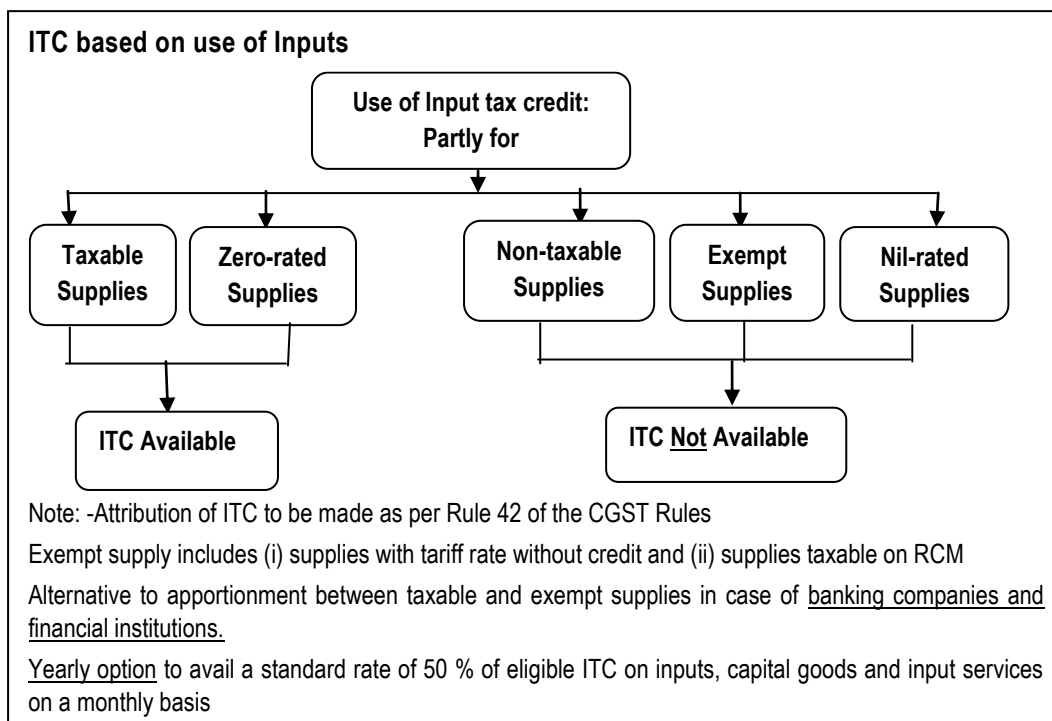 ITC based on use of Inputs
Use of Input tax credit:
Partly for
Taxable
Supplies
Zero-rated
Supplies
Non-taxable
Supplies
Exempt
Supplies
Nil-rated
Supplies
ITC Available
ITC Not Available
Note: -Attribution of ITC to be made as per Rule 42 of the CGST Rules
Exempt supply includes (i) supplies with tariff rate without credit and (ii) supplies taxable on RCM
Alternative to apportionment between taxable and exempt supplies in case of banking companies and
financial institutions.
Yearly option to avail a standard rate of 50 % of eligible ITC on inputs, capital goods and input services
on a monthly basis